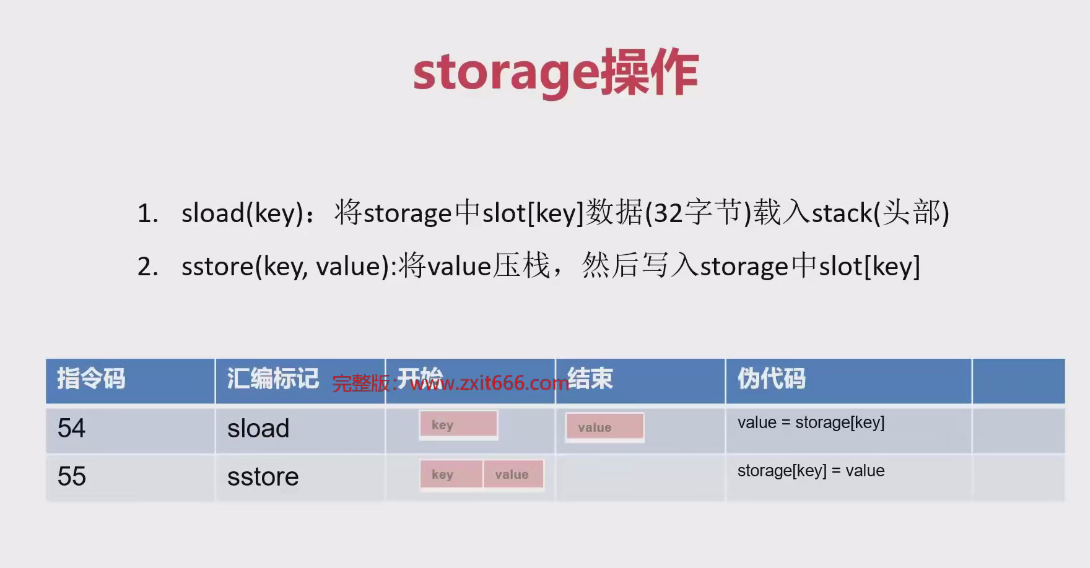 storage操作
1. sload(key)：将storage中slot[key]数据(32字节)载入stack(头部)
2. sstore(key, value):将value压栈，然后写入storage中slot[key]
指令码 汇编标记 开始 结束 伪代码
完整版：www.zxit666.com
54 sload key value value = storage[key]
55 sstore key value storage[key] = value